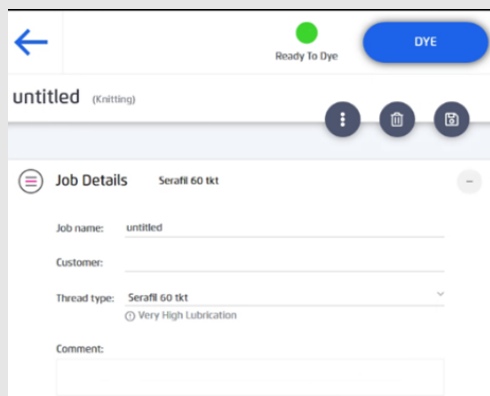 DYE
Ready To Dye
untitled (Knitting)
Job Details Serafil 60 tkt
Job name: untitled
Customer:
Thread type: Serafil 60 tkt
Very High Lubrication
Comment: